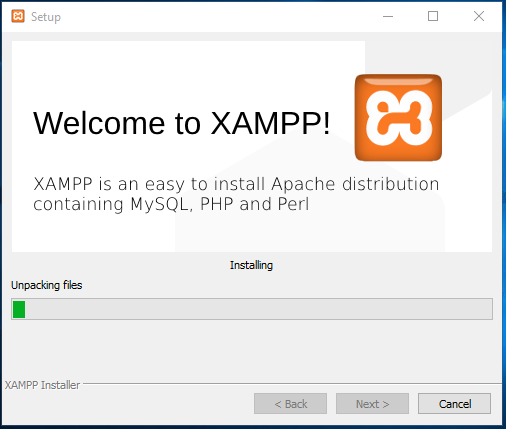 Setup
Welcome to XAMPP!
XAMPP is an easy to install Apache distribution
containing MySQL, PHP and Perl
Installing
Unpacking files
XAMPP Installer
< Back
Next >
Cancel